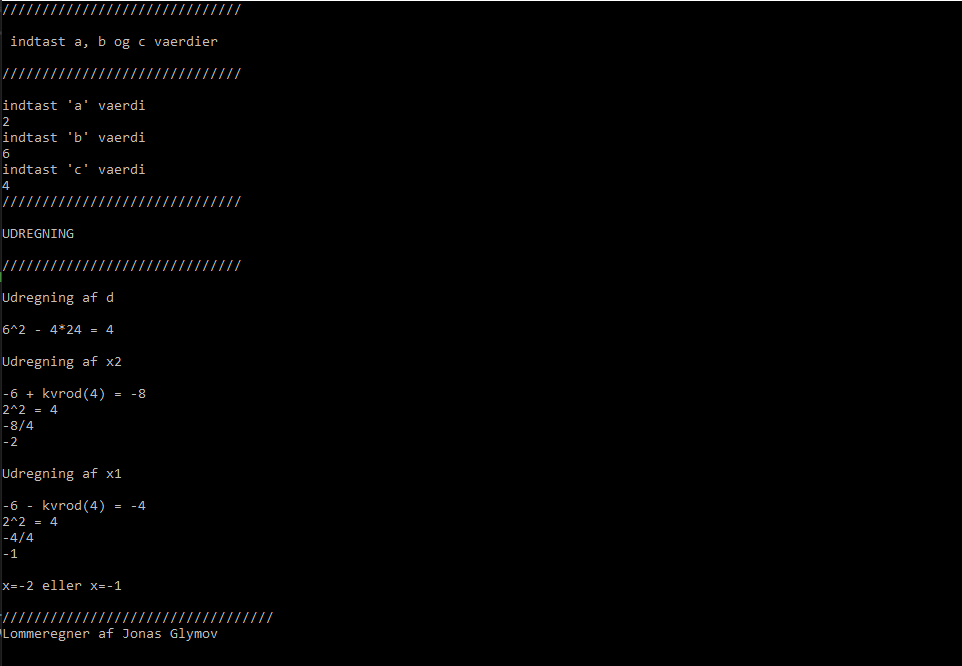 //////////////////////////////
indtast a, b og c vaerdier
//////////////////////////////
indtast 'a' vaerdi
2
indtast 'b' vaerdi
6
indtast 'c' vaerdi
4
//////////////////////////////
UDREGNING
//////////////////////////////
Udregning af d
6^2 - 4*24 = 4
Udregning af x2
-6 + kvrod(4) = -8
2^2 = 4
-8/4
-2
Udregning af x1
-6 - kvrod(4) = -4
2^2 = 4
-4/4
-1
x=-2 eller x=-1
//////////////////////////////////
Lommeregner af Jonas Glymov